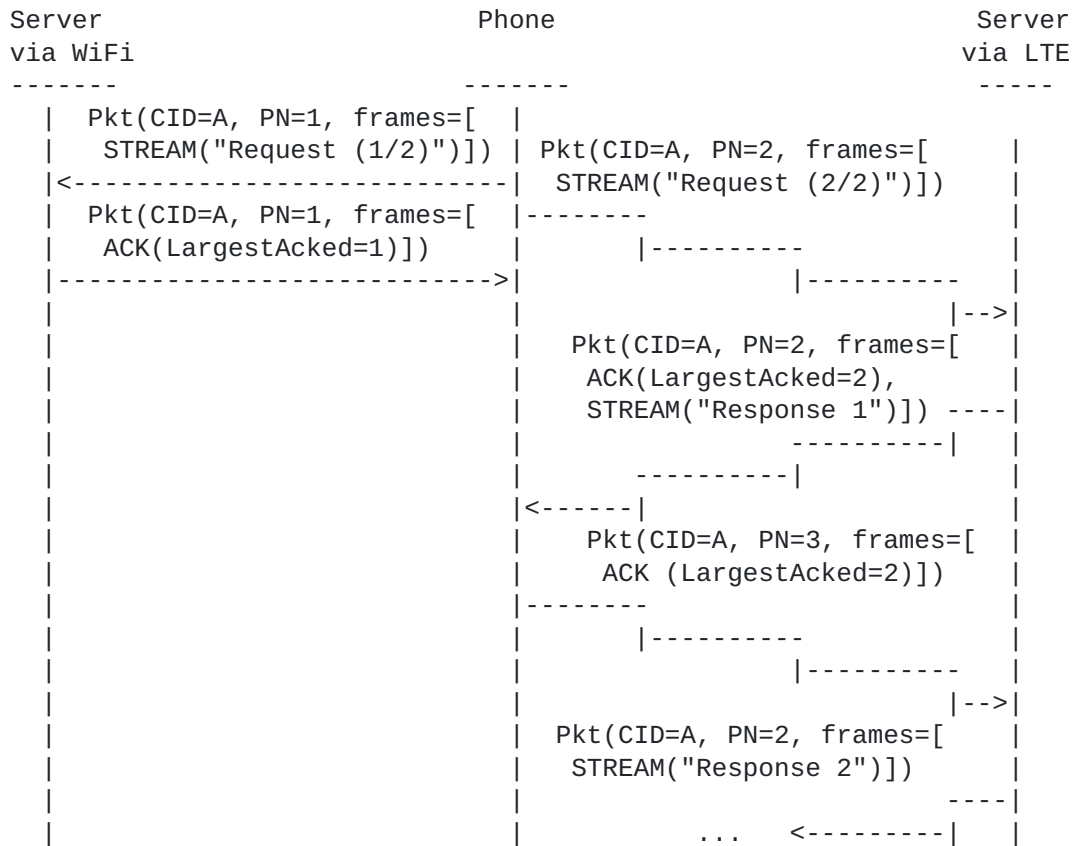 Server                        Phone                           Server
via WiFi                                                     via LTE
-------                      -------                          -----
  |  Pkt(CID=A, PN=1, frames=[  |
  |   STREAM("Request (1/2)")]) | Pkt(CID=A, PN=2, frames=[     |
  |<----------------------------|  STREAM("Request (2/2)")])    |
  |  Pkt(CID=A, PN=1, frames=[  |--------                       |
  |   ACK(LargestAcked=1)])     |       |----------             |
  |---------------------------->|                 |----------   |
  |                             |                           |-->|
  |                             |   Pkt(CID=A, PN=2, frames=[   |
  |                             |    ACK(LargestAcked=2),       |
  |                             |    STREAM("Response 1")]) ----|
  |                             |                 ----------|   |
  |                             |       ----------|             |
  |                             |<------|                       |
  |                             |    Pkt(CID=A, PN=3, frames=[  |
  |                             |     ACK (LargestAcked=2)])    |
  |                             |--------                       |
  |                             |       |----------             |
  |                             |                 |----------   |
  |                             |                           |-->|
  |                             |  Pkt(CID=A, PN=2, frames=[    |
  |                             |   STREAM("Response 2")])      |
  |                             |                           ----|
  |                             |           ...   <---------|   |